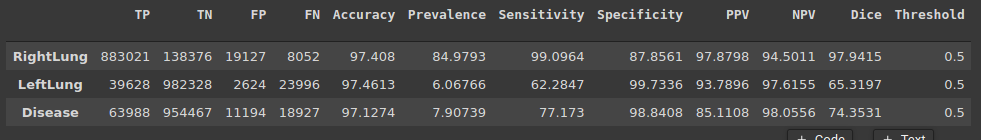 TP TN FP FN Accuracy Prevalence Sensitivity Specificity PPV NPV Dice Threshold
RightLung 883021 138376 19127 8052 97.408 84.9793 99.0964 87.8561 97.8798 94.5011 97.9415 0.5
LeftLung 39628 982328 2624 23996 97.4613 6.06766 62.2847 99.7336 93.7896 97.6155 65.3197 0.5
Disease 63988 954467 11194 18927 97.1274 7.90739 77.173 98.8408 85.1108 98.0556 74.3531 0.5
+ Code + Text